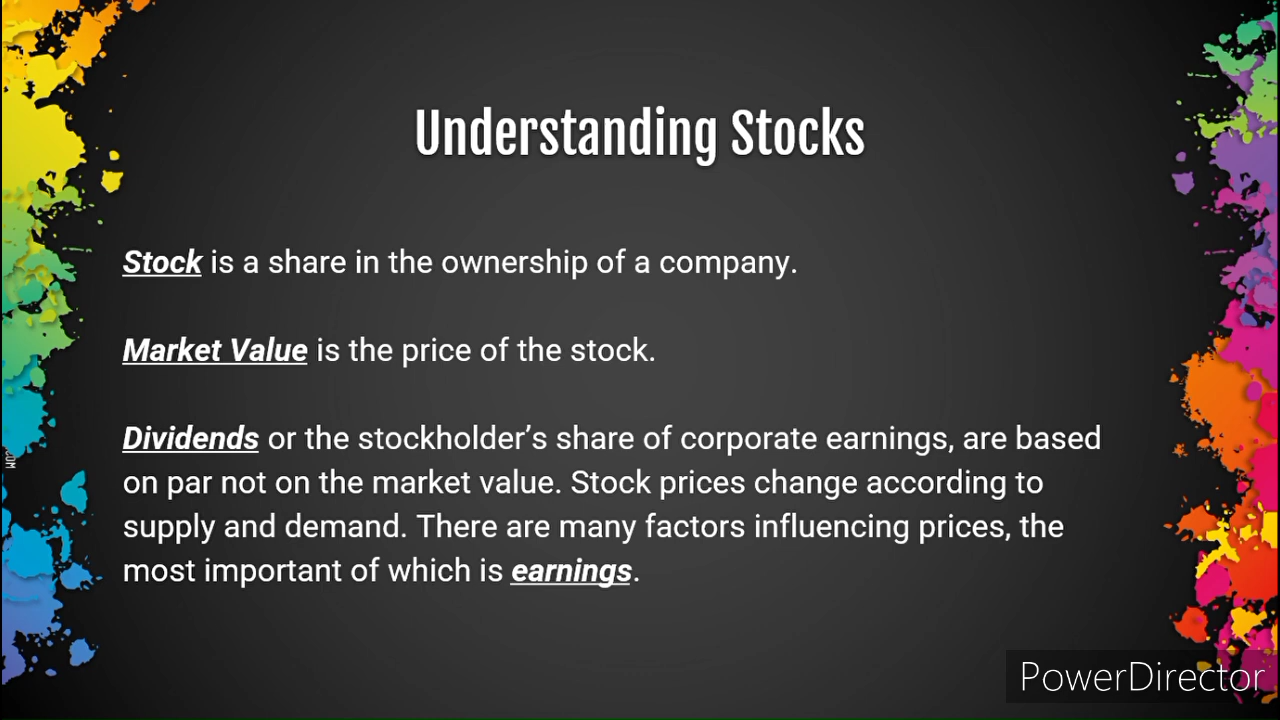 Understanding Stocks
Stock is a share in the ownership of a company.
Market Value is the price of the stock.
Dividends or the stockholder’s share of corporate earnings, are based
on par not on the market value. Stock prices change according to
supply and demand. There are many factors influencing prices, the
most important of which is earnings.
.COM
PowerDirector